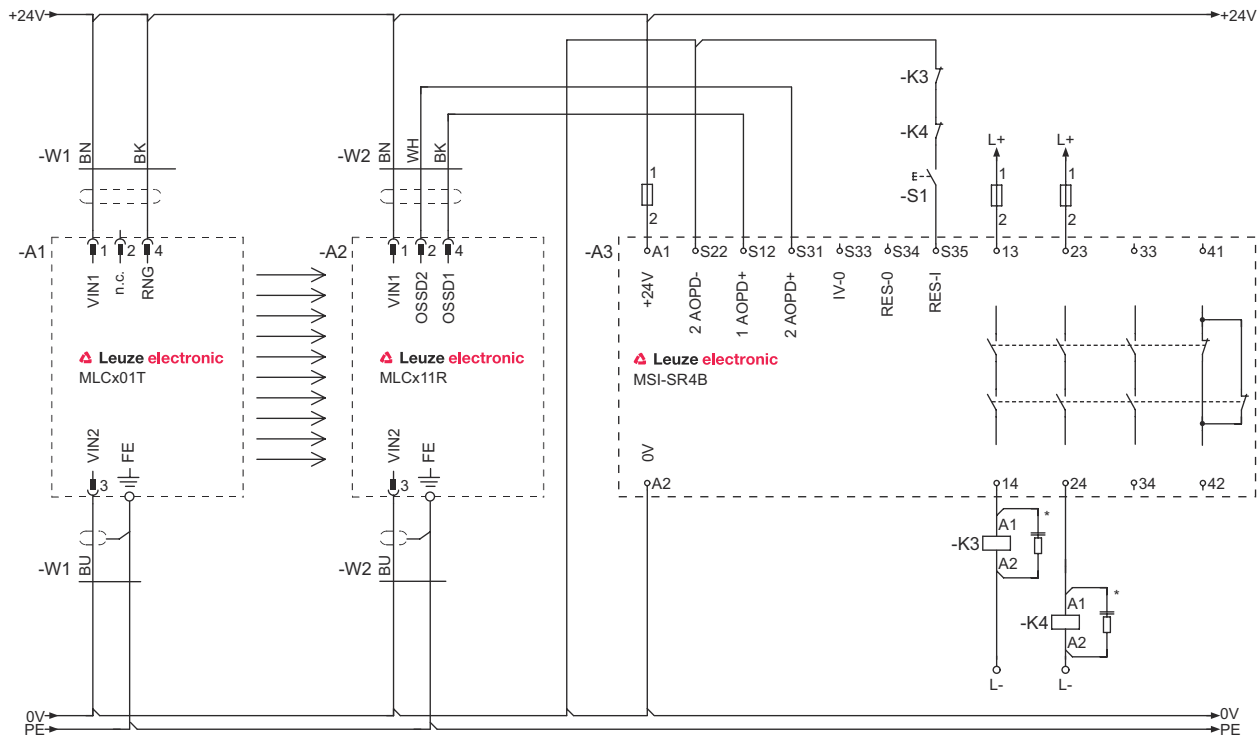 +24V +24V
-K3
-K4
-S1
L+ L+
-W1 BN BK
-W2 BN WH BK
1 1 1
2 2 2
-A1 1 2 4
VIN1 n.c. RNG
-A2 1 2 4
VIN1 OSSD2 OSSD1
-A3 A1 S22 S12 S31 S33 S34 S35 13 23 33 41
+24V 2 AOPD- 1 AOPD+ 2 AOPD+ IV-0 RES-0 RES-I
Leuze electronic
MLCx01T
Leuze electronic
MLCx11R
Leuze electronic
MSI-SR4B
VIN2 FE
3
VIN2 FE
3
0V
A2 14 24 34 42
-W1 BU
-W2 BU
-K3 A1 *
A2
-K4 A1 *
A2
L- L-
0V 0V
PE PE